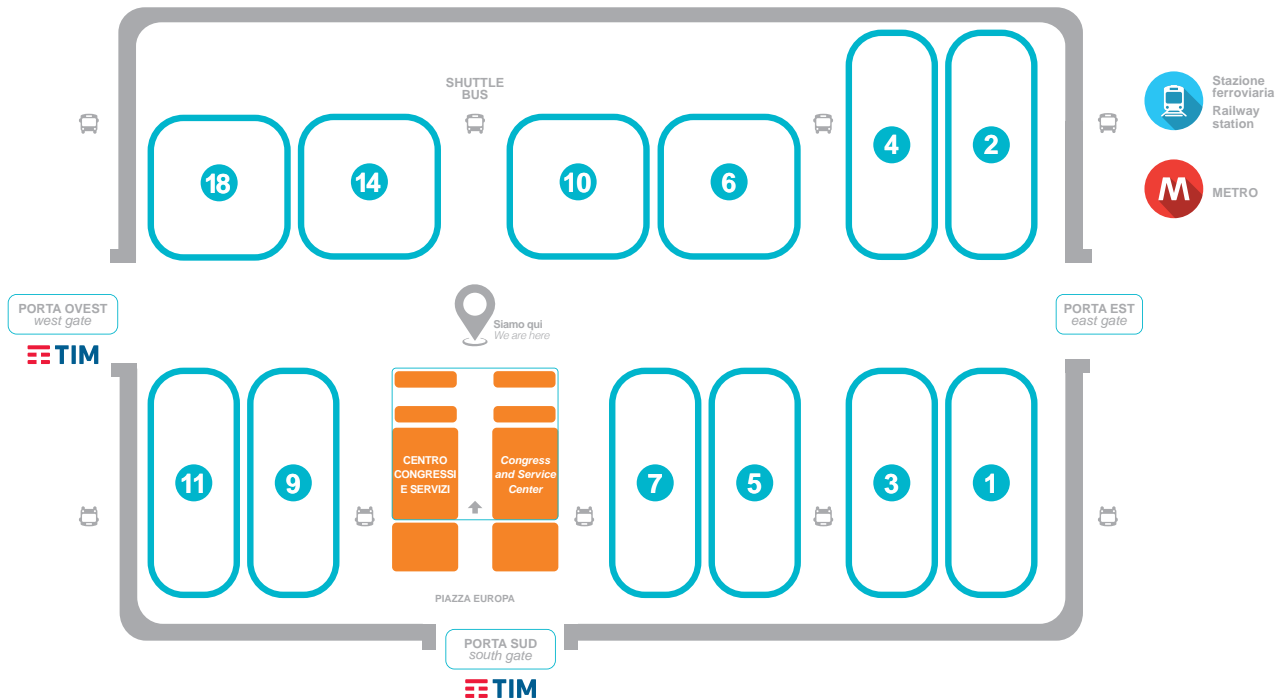 SHUTTLE
BUS
4
2
Stazione
ferroviaria
Railway
station
18
14
10
6
M
METRO
PORTA OVEST
west gate
TIM
Siamo qui
We are here
PORTA EST
east gate
11
9
CENTRO
CONGRESSI
E SERVIZI
Congress
and Service
Center
7
5
3
1
PIAZZA EUROPA
PORTA SUD
south gate
TIM